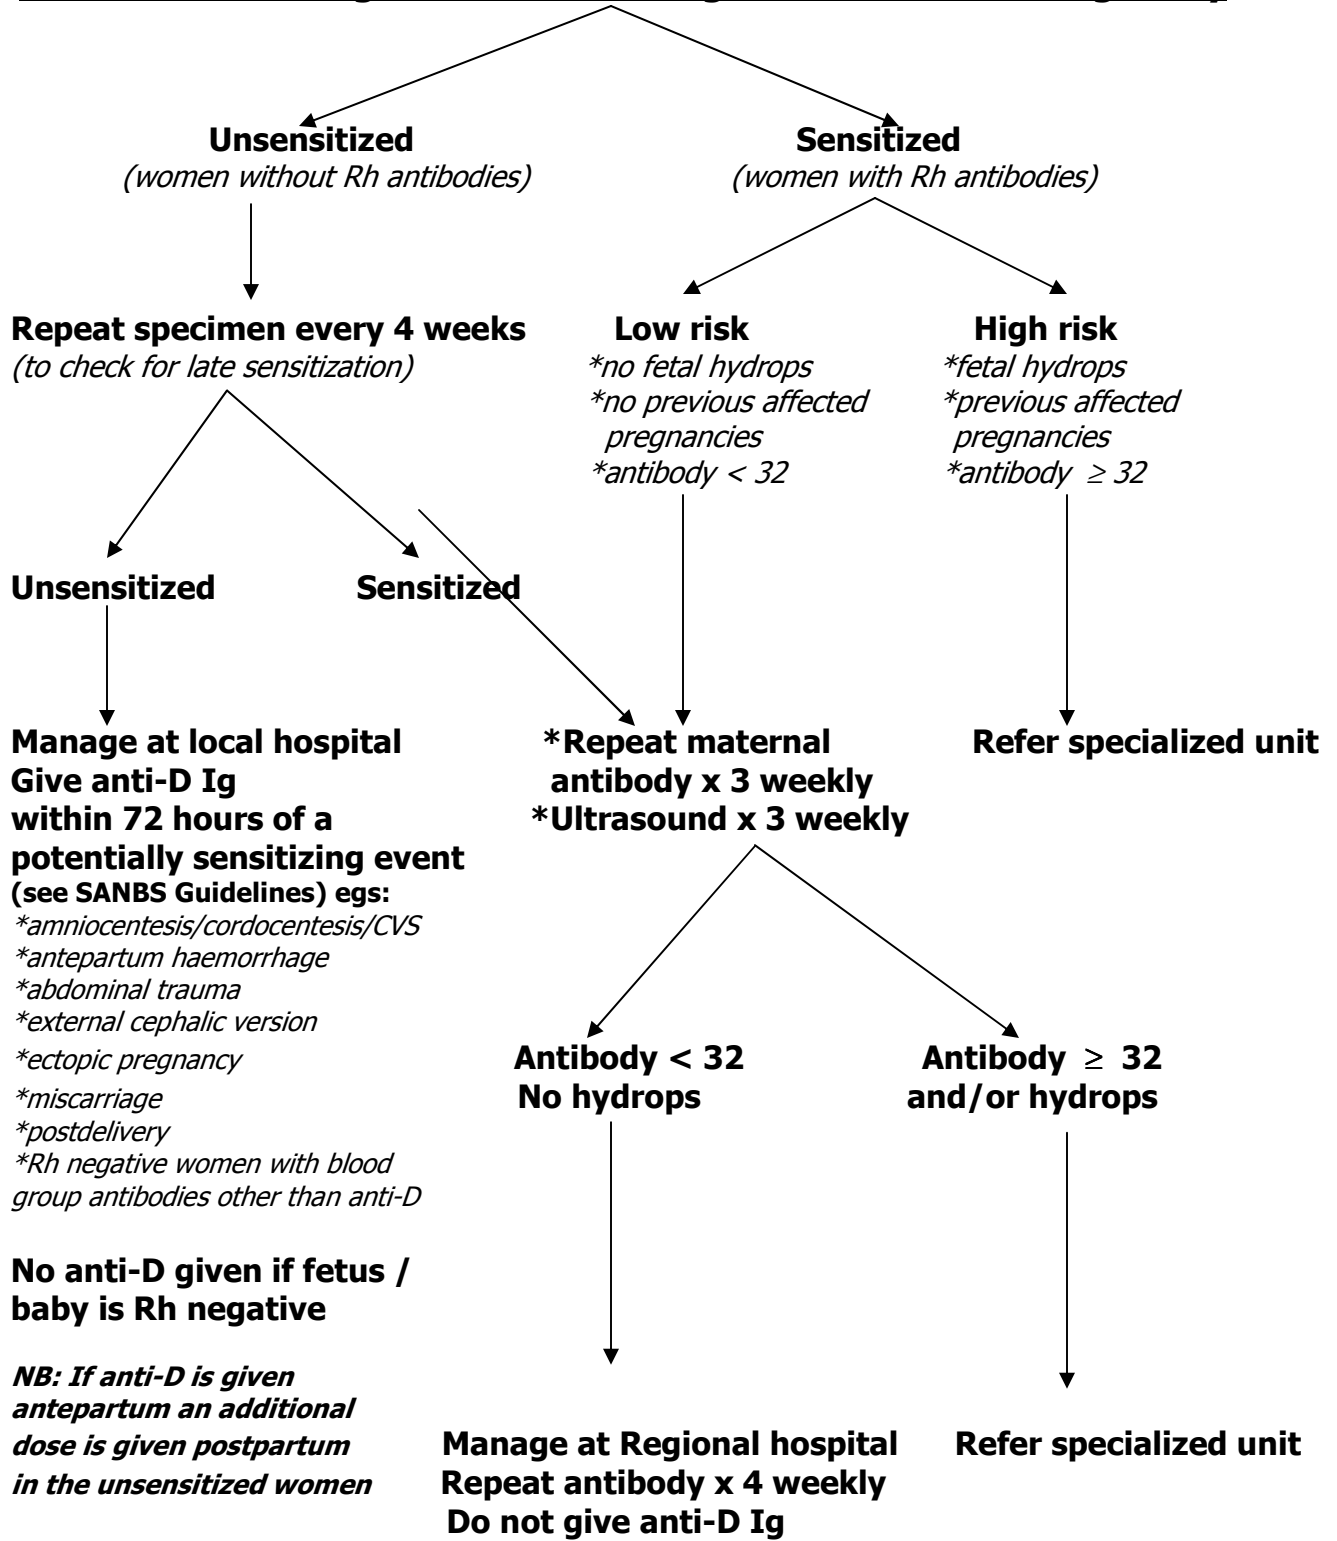 Unsensitized
(women without Rh antibodies)
Sensitized
(women with Rh antibodies)
Repeat specimen every 4 weeks
(to check for late sensitization)
Low risk
*no fetal hydrops
*no previous affected
pregnancies
*antibody < 32
High risk
*fetal hydrops
*previous affected
pregnancies
*antibody ≥ 32
Unsensitized
Sensitized
Manage at local hospital
Give anti-D Ig
within 72 hours of a
potentially sensitizing event
(see SANBS Guidelines) egs:
*amniocentesis/cordocentesis/CVS
*antepartum haemorrhage
*abdominal trauma
*external cephalic version
*ectopic pregnancy
*miscarriage
*postdelivery
*Rh negative women with blood
group antibodies other than anti-D
No anti-D given if fetus /
baby is Rh negative
NB: If anti-D is given
antepartum an additional
dose is given postpartum
in the unsensitized women
*Repeat maternal
antibody x 3 weekly
*Ultrasound x 3 weekly
Refer specialized unit
Antibody < 32
No hydrops
Antibody ≥ 32
and/or hydrops
Manage at Regional hospital
Repeat antibody x 4 weekly
Do not give anti-D Ig
Refer specialized unit